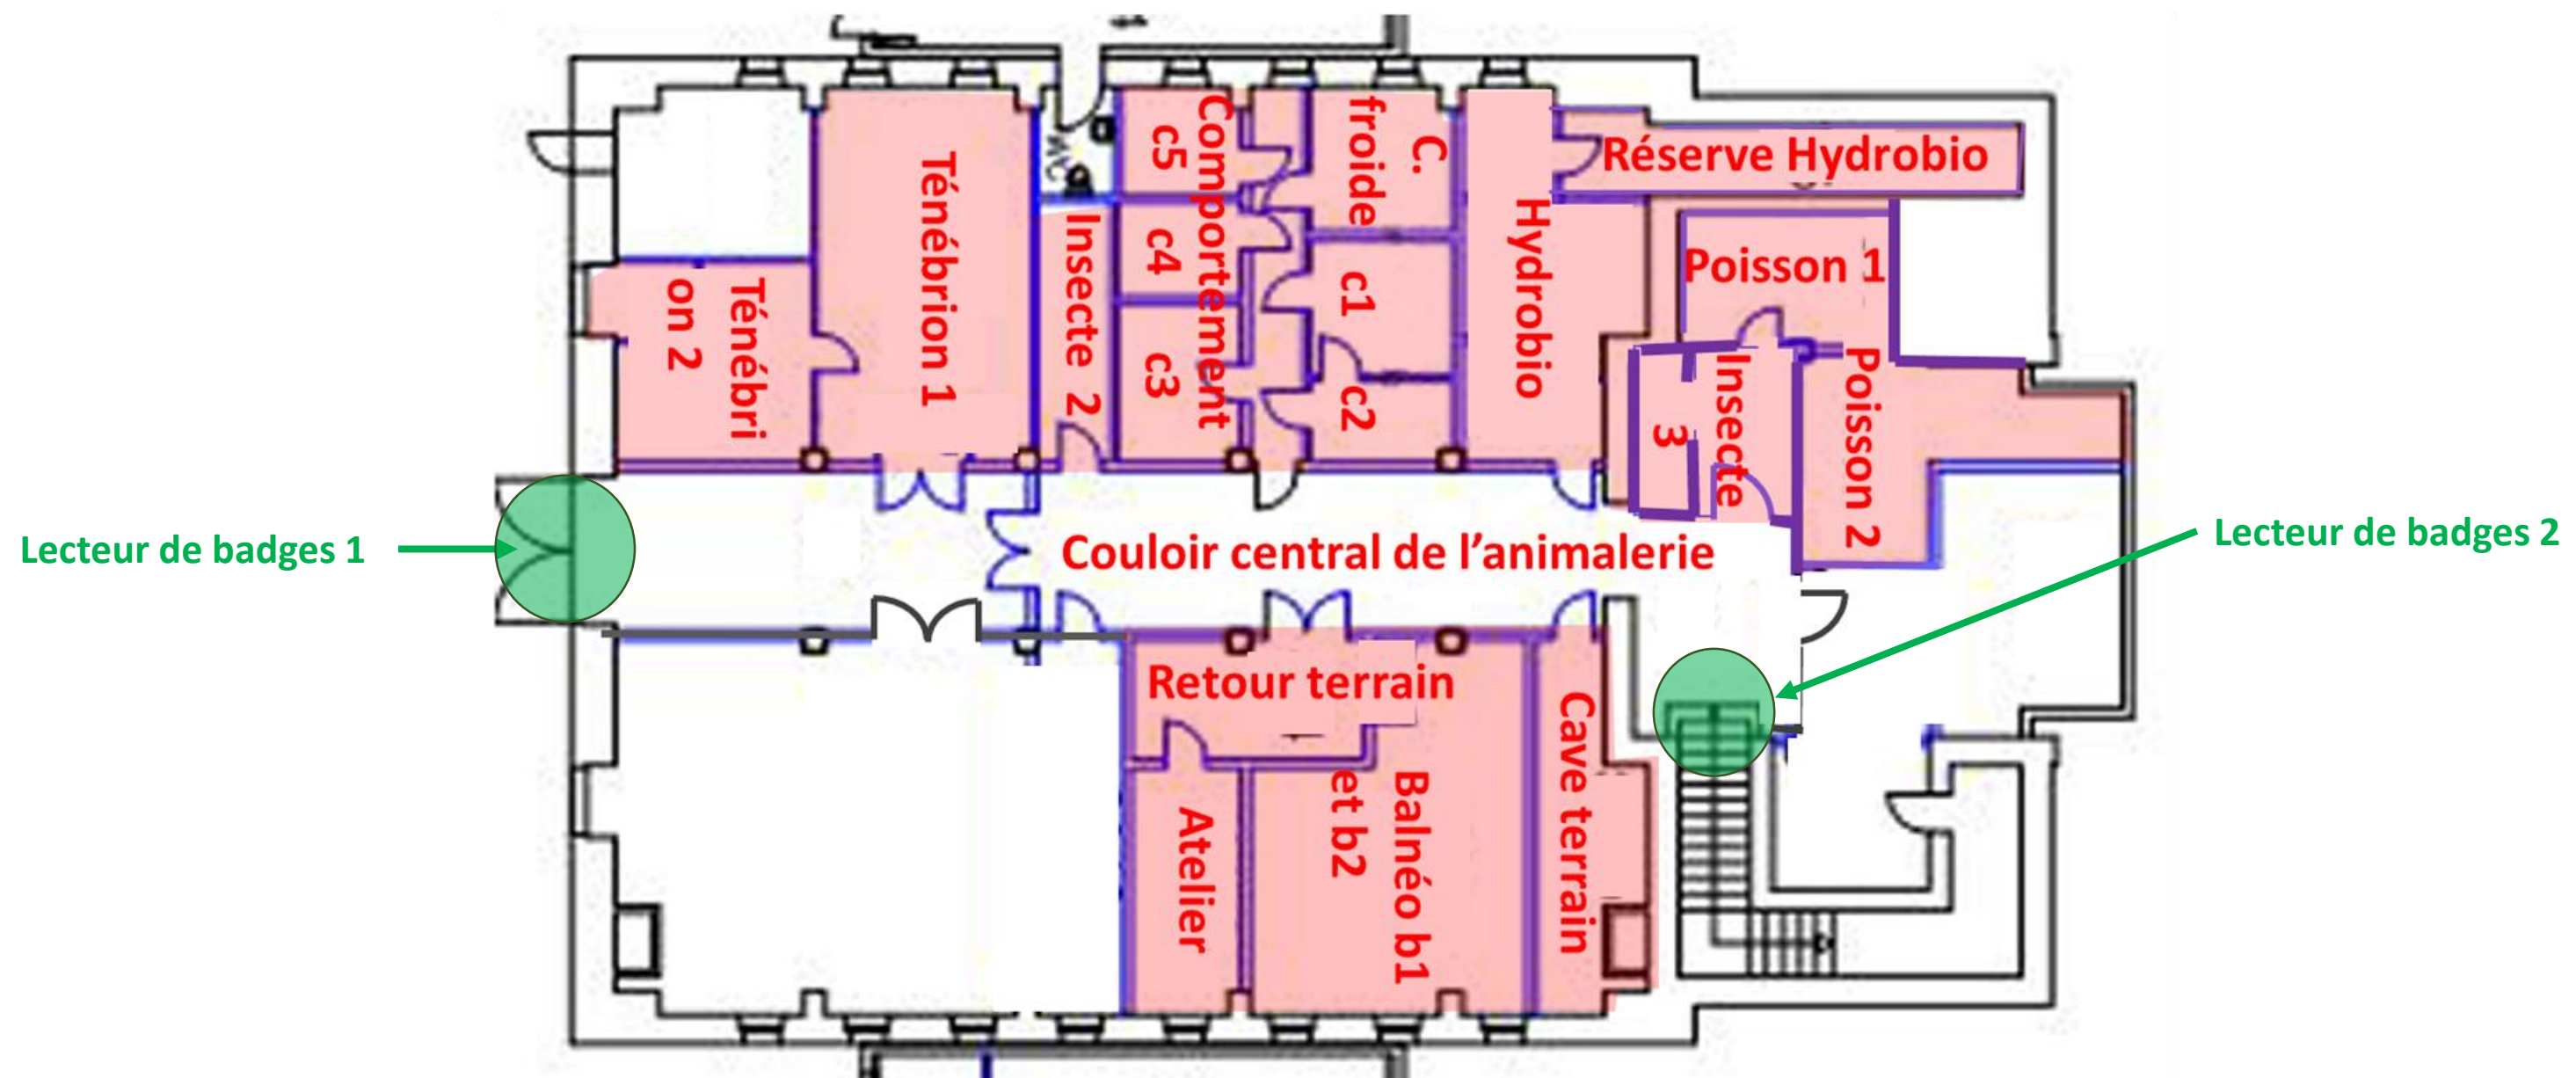 Ténébri
on 2
Ténébrion 1
WC
Insecte 2
Comportement
c5
c4
c3
C.
froide
c1
c2
Hydrobio
Réserve Hydrobio
Poisson 1
Insecte
3
Poisson 2
Lecteur de badges 1
Couloir central de l’animalerie
Lecteur de badges 2
Retour terrain
Atelier
Balnéo b1
et b2
Cave terrain